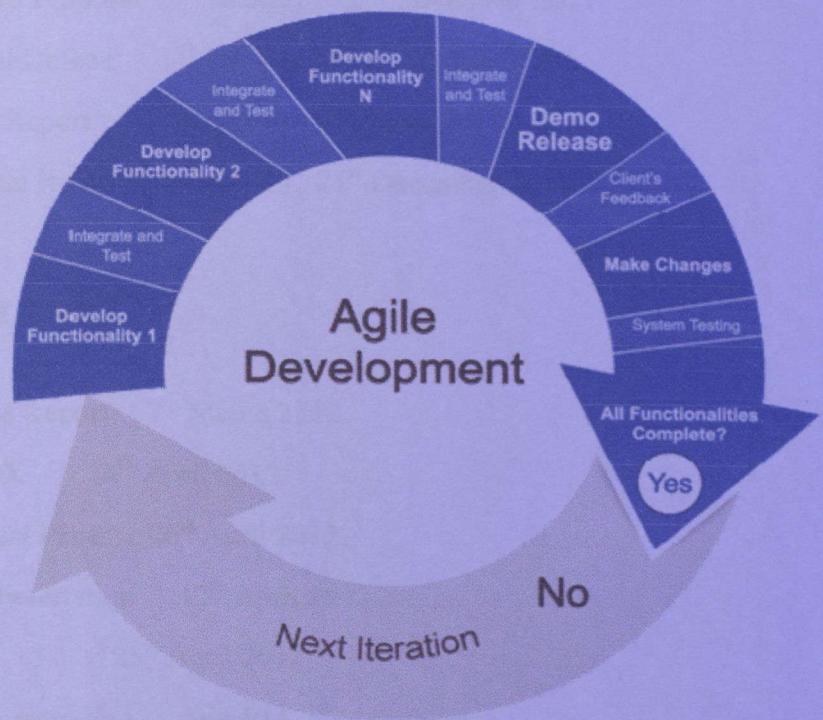 Develop
Functionality 1
Integrate and
Test
Develop
Functionality 2
Integrate
and Test
Develop
Functionality
N
Integrate
and Test
Demo
Release
Client's
Feedback
Make Changes
System Testing
All Functionalities
Complete?
Yes
No
Next Iteration
Agile
Development